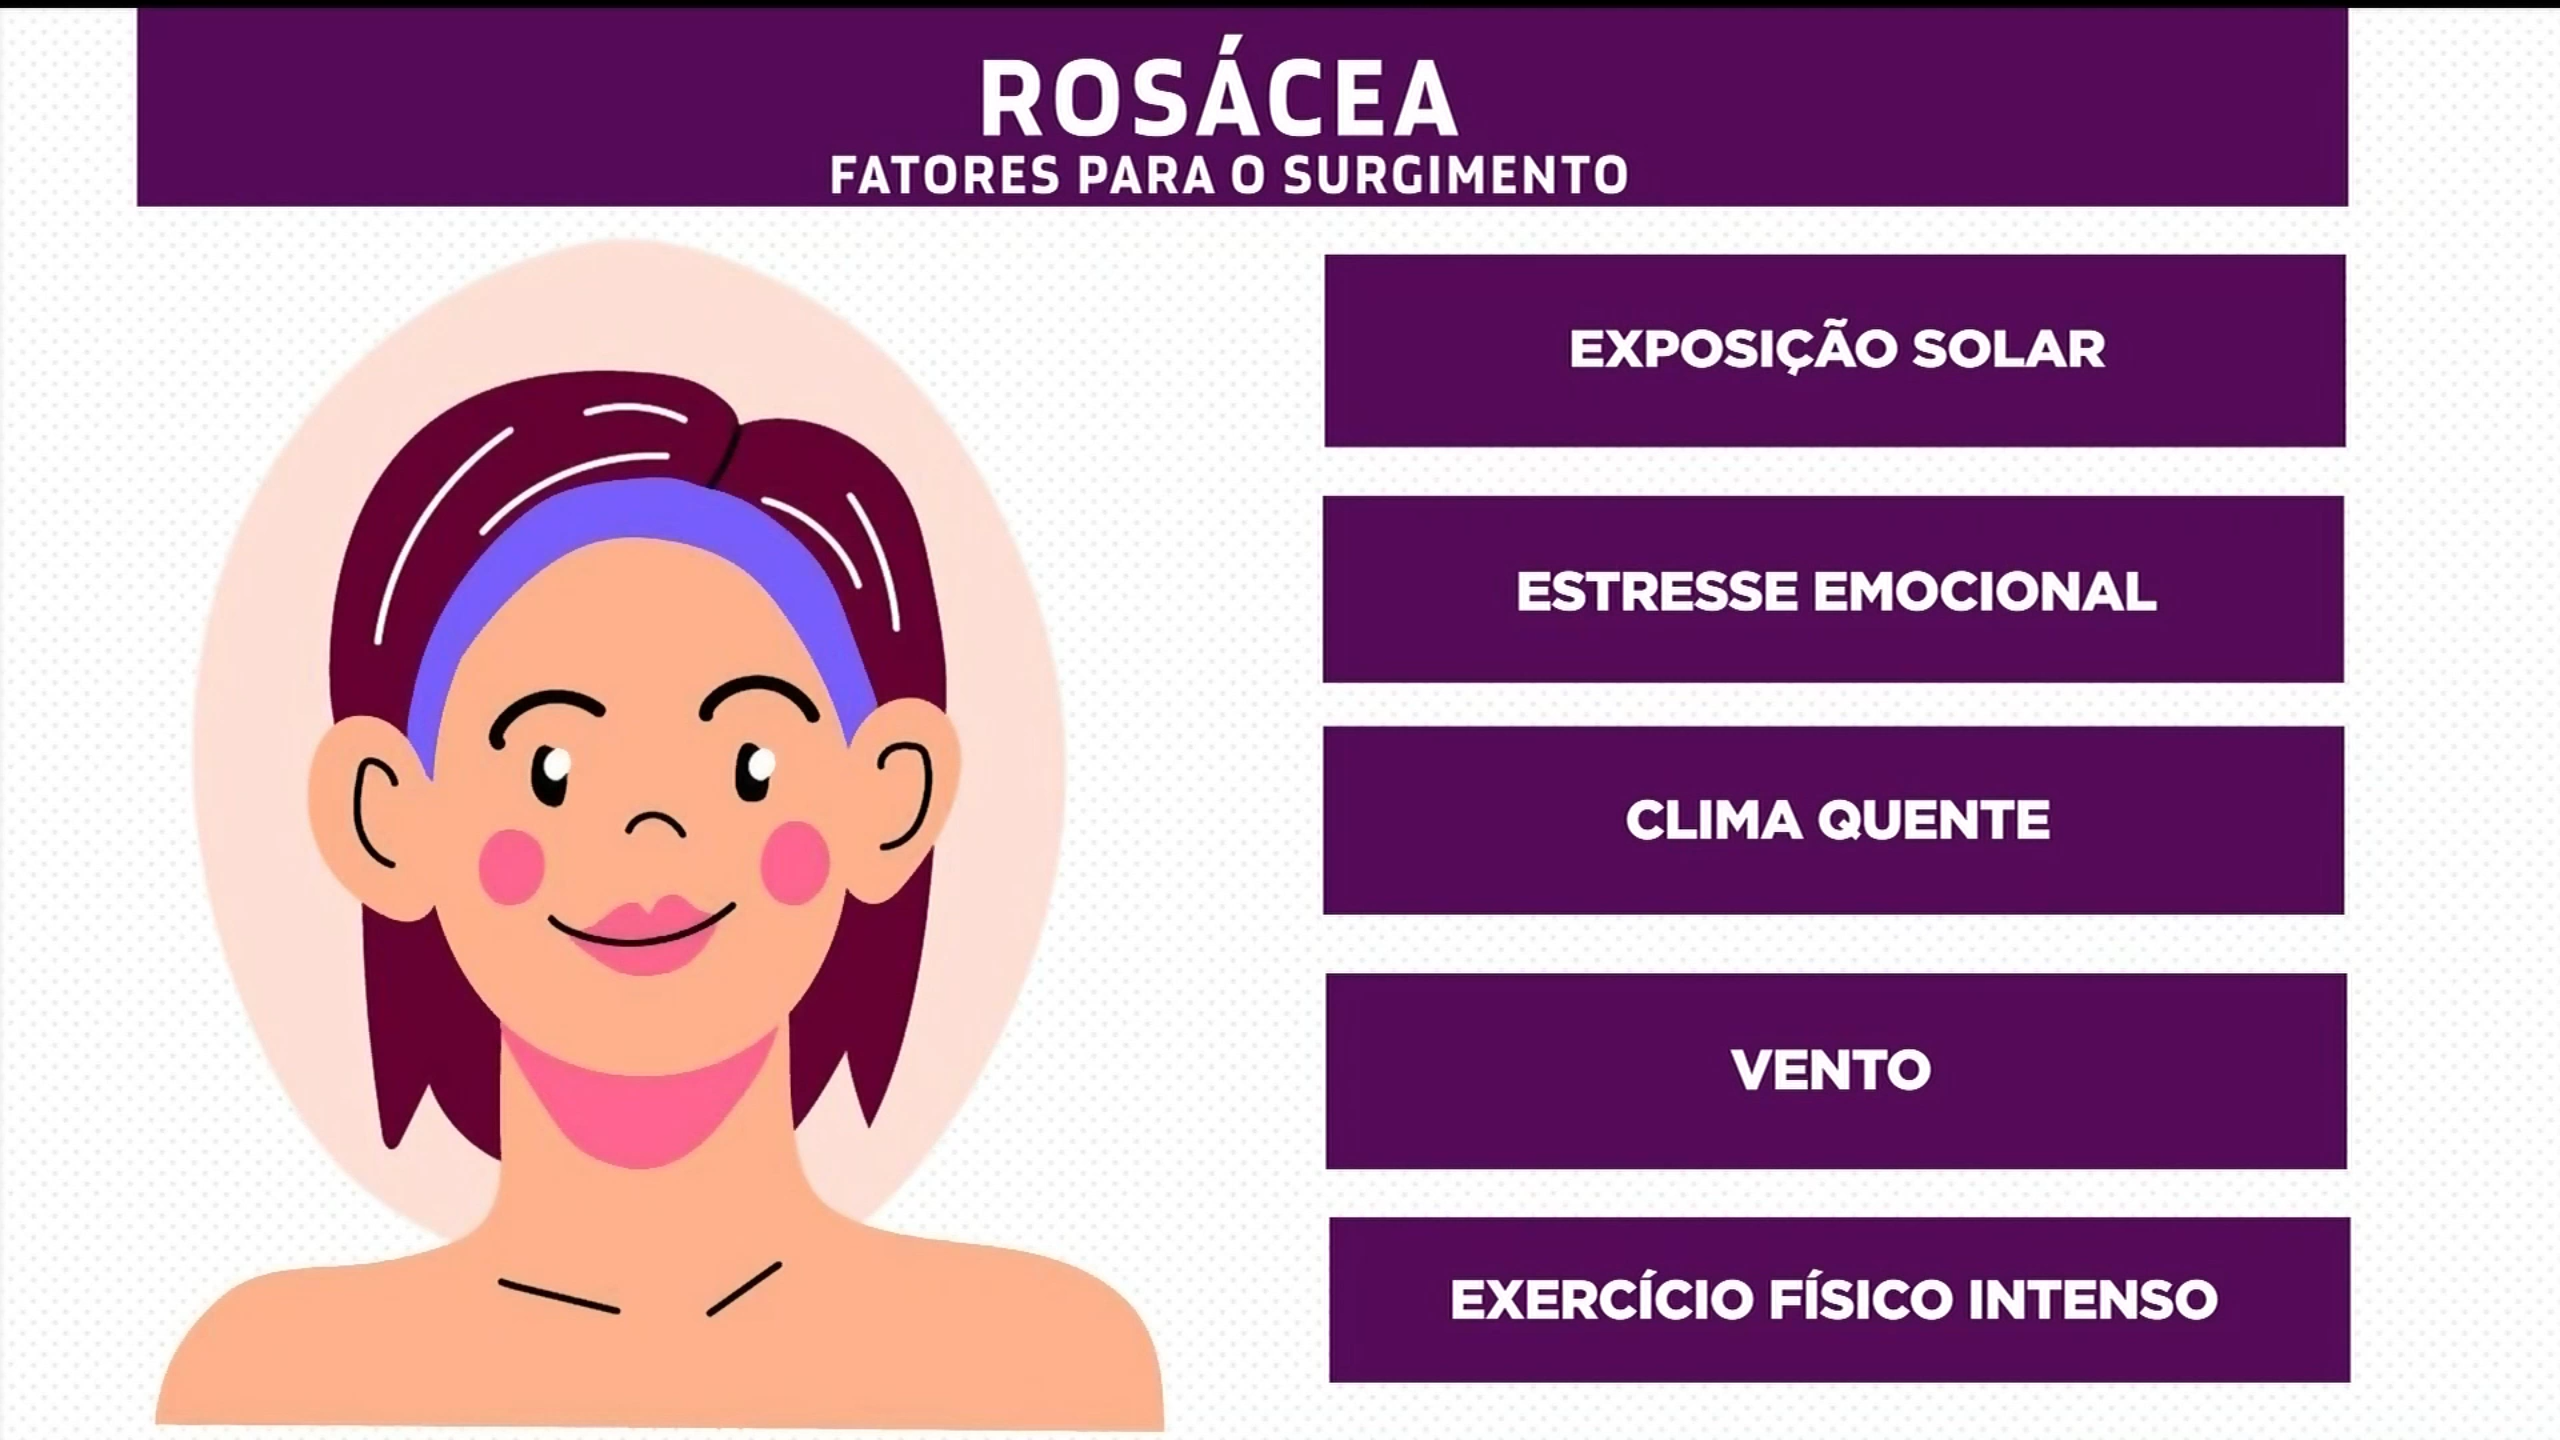 ROSÁCEA
FATORES PARA O SURGIMENTO
EXPOSIÇÃO SOLAR
ESTRESSE EMOCIONAL
CLIMA QUENTE
VENTO
EXERCÍCIO FÍSICO INTENSO